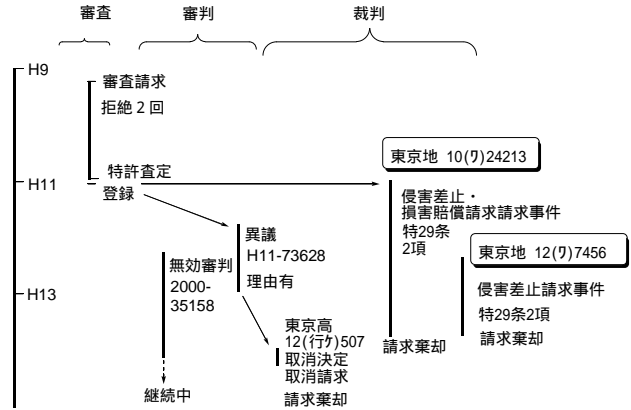 審査 審判 裁判
H9
審査請求
拒絶２回
特許査定
H11
登録
東京地 10(ワ)24213
侵害差止・
損害賠償請求請求事件
特29条
2項
異議
H11-73628
理由有
無効審判
2000-
35158
東京地 12(ワ)7456
侵害差止請求事件
特29条2項
請求棄却
H13
東京高
12(行ケ)507
取消決定
取消請求
請求棄却
請求棄却
継続中